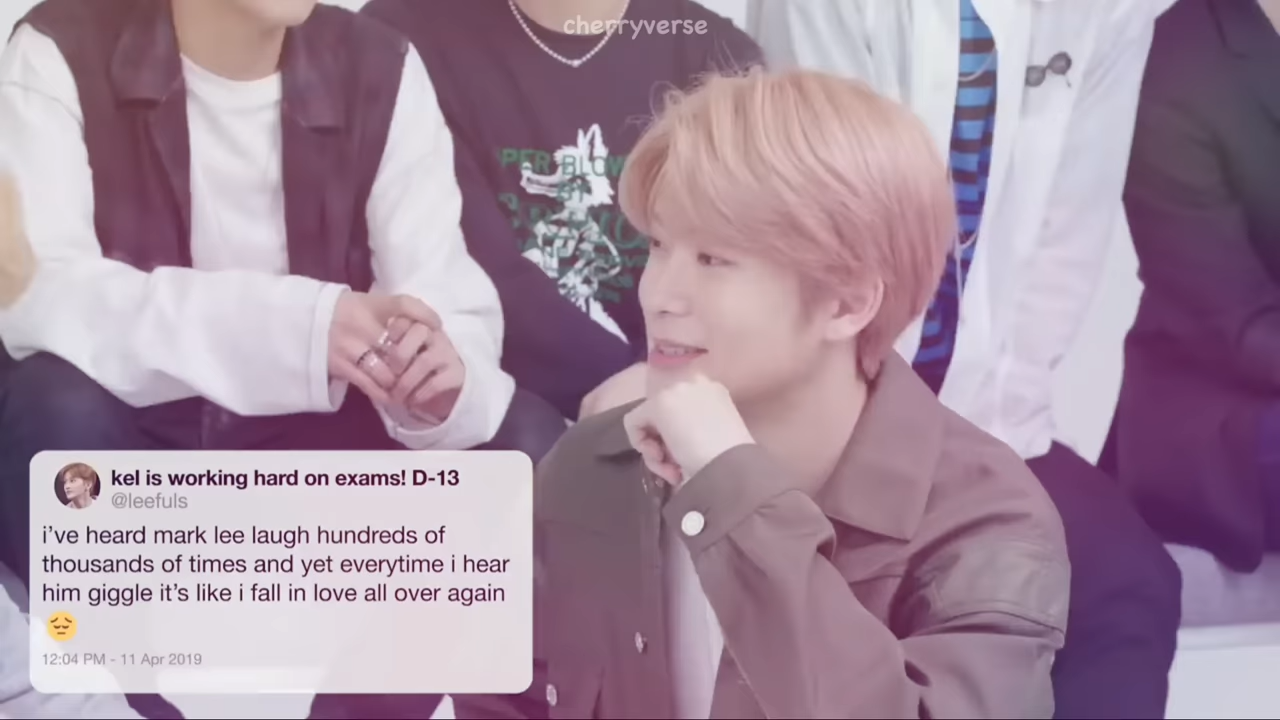 cherryverse
PER BLOW
kel is working hard on exams! D-13
@leefuls
i've heard mark lee laugh hundreds of
thousands of times and yet everytime i hear
him giggle it's like i fall in love all over again
😔
12:04 PM - 11 Apr 2019